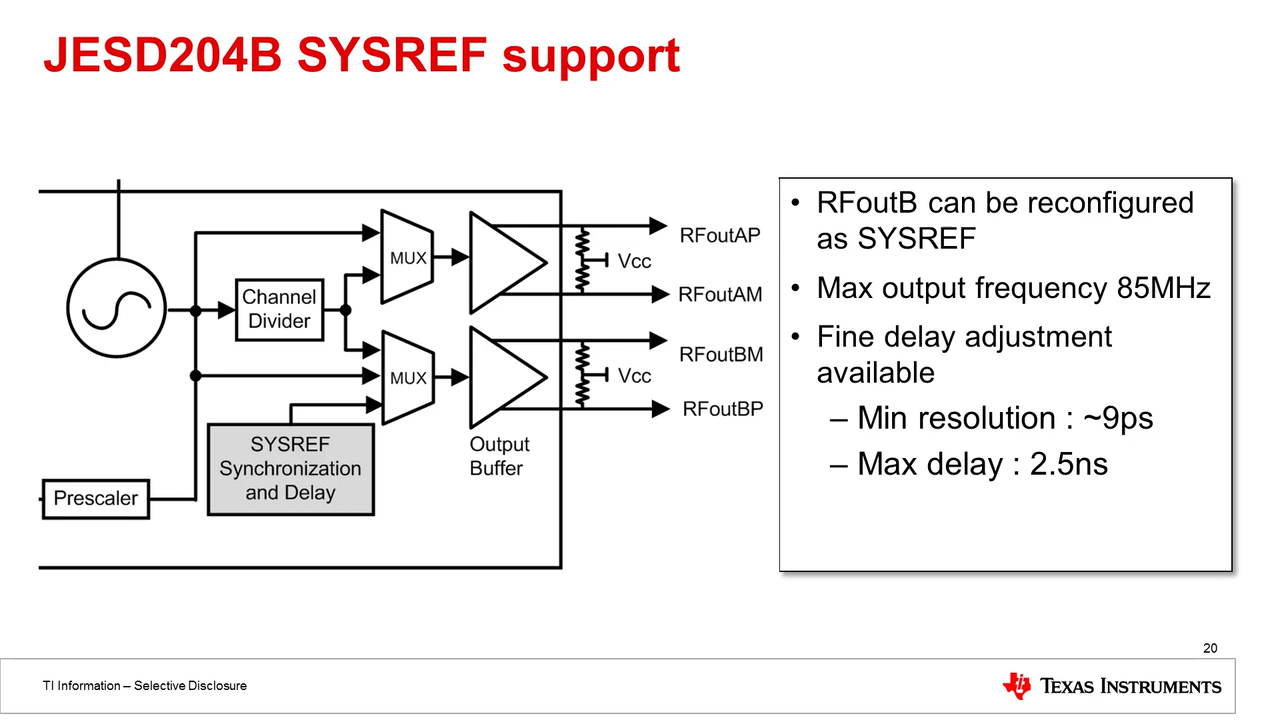 JESD204B SYSREF support
MUX
Channel
Divider
MUX
SYSREF
Synchronization
and Delay
Prescaler
Output
Buffer
RFoutAP
Vcc
RFoutAM
RFoutBM
Vcc
RFoutBP
• RFoutB can be reconfigured
as SYSREF
• Max output frequency 85MHz
• Fine delay adjustment
available
– Min resolution : ~9ps
– Max delay : 2.5ns
20
TI Information – Selective Disclosure
TEXAS INSTRUMENTS